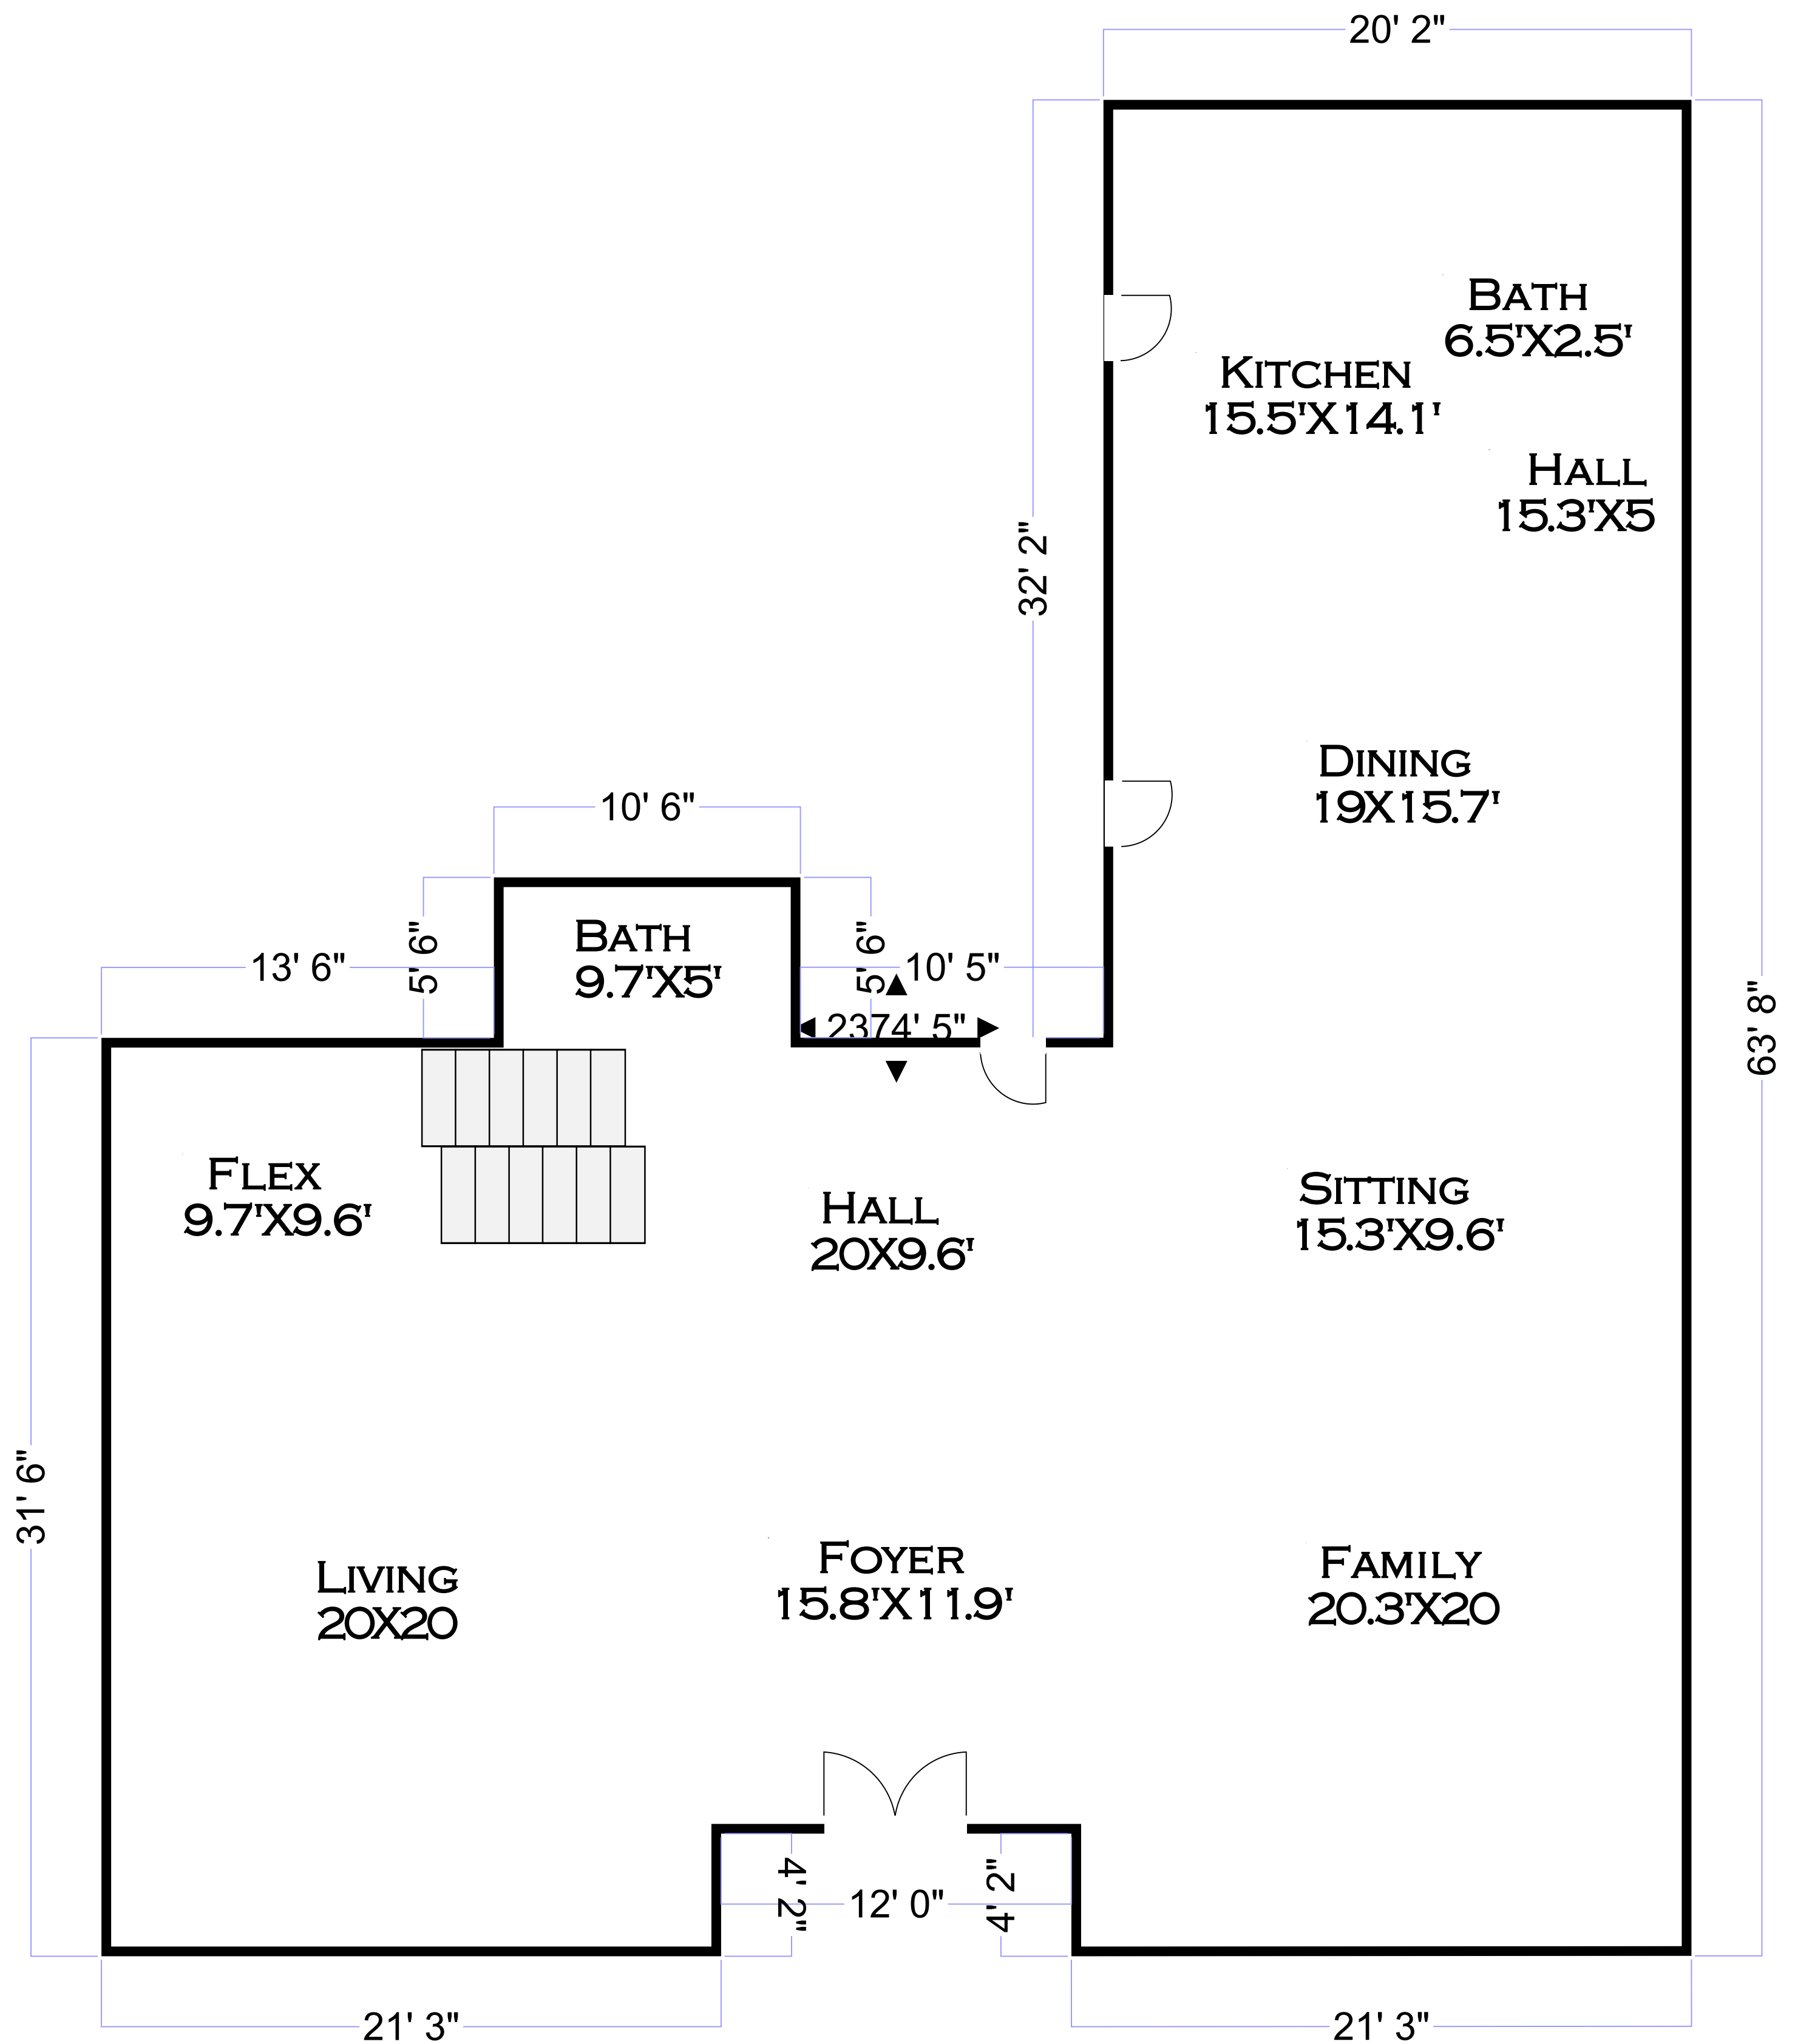 20' 2"
BATH
6.5'X2.5'
KITCHEN
15.5'X14.1'
HALL
15.3'X5
32' 2"
DINING
19X15.7'
10' 6"
BATH
9.7'X5'
5' 6"
5' 6"
13' 6"
10' 5"
2374' 5"
63' 8"
FLEX
9.7'X9.6'
HALL
20X9.6'
SITTING
15.3'X9.6'
31' 6"
LIVING
20X20
FOYER
15.8'X11.9'
FAMILY
20.3'X20
4' 2"
12' 0"
4' 2"
21' 3"
21' 3"